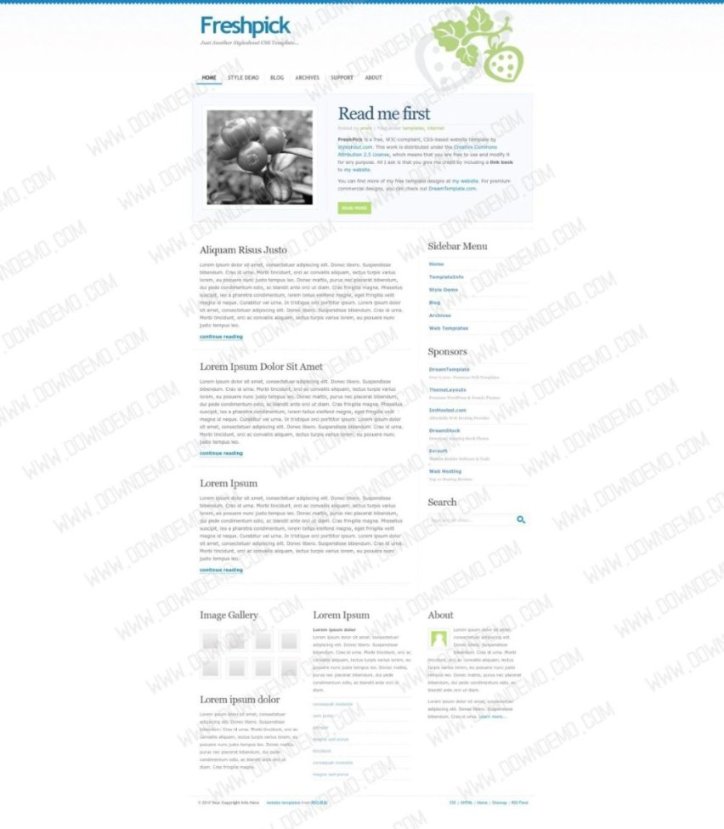 Freshpick
Just Another Styleshout CSS Template...
HOME STYLE DEMO BLOG ARCHIVES SUPPORT ABOUT
Read me first
Posted by erwin | Filed under templates, internet
FreshPick is a free, W3C-compliant, CSS-based website template by
styleshout.com. This work is distributed under the Creative Commons
Attribution 2.5 License, which means that you are free to use and modify it
for any purpose. All I ask is that you give me credit by including a link back
to my website.
You can find more of my free template designs at my website. For premium
commercial designs, you can check out DreamTemplate.com.
READ MORE
Aliquam Risus Justo
Lorem ipsum dolor sit amet, consectetuer adipiscing elit. Donec libero. Suspendisse
bibendum. Cras id urna. Morbi tincidunt, orci ac convallis aliquam, lectus turpis varius
lorem, eu posuere nunc justo tempus leo. Donec mattis, purus nec placerat bibendum,
dui pede condimentum odio, ac blandit ante orci ut diam. Cras fringilla magna. Phasellus
suscipit, leo a pharetra condimentum, lorem tellus eleifend magna, eget fringilla velit
magna id neque. Curabitur vel urna. In tristique orci porttitor ipsum. Lorem ipsum dolor
sit amet, consectetuer adipiscing elit. Donec libero. Suspendisse bibendum. Cras id urna.
Morbi tincidunt, orci ac convallis aliquam, lectus turpis varius lorem, eu posuere nunc
justo tempus leo.
continue reading
Lorem Ipsum Dolor Sit Amet
Lorem ipsum dolor sit amet, consectetuer adipiscing elit. Donec libero. Suspendisse
bibendum. Cras id urna. Morbi tincidunt, orci ac convallis aliquam, lectus turpis varius
lorem, eu posuere nunc justo tempus leo. Donec mattis, purus nec placerat bibendum,
dui pede condimentum odio, ac blandit ante orci ut diam. Cras fringilla magna. Phasellus
suscipit, leo a pharetra condimentum, lorem tellus eleifend magna, eget fringilla velit
magna id neque. Curabitur vel urna. In tristique orci porttitor ipsum. Lorem ipsum dolor
sit amet, consectetuer adipiscing elit. Donec libero. Suspendisse bibendum. Cras id urna.
Morbi tincidunt, orci ac convallis aliquam, lectus turpis varius lorem, eu posuere nunc
justo tempus leo.
continue reading
Lorem Ipsum
Lorem ipsum dolor sit amet, consectetuer adipiscing elit. Donec libero. Suspendisse
bibendum. Cras id urna. Morbi tincidunt, orci ac convallis aliquam, lectus turpis varius
lorem, eu posuere nunc justo tempus leo. Donec mattis, purus nec placerat bibendum,
dui pede condimentum odio, ac blandit ante orci ut diam. Cras fringilla magna. Phasellus
suscipit, leo a pharetra condimentum, lorem tellus eleifend magna, eget fringilla velit
magna id neque. Curabitur vel urna. In tristique orci porttitor ipsum. Lorem ipsum dolor
sit amet, consectetuer adipiscing elit. Donec libero. Suspendisse bibendum. Cras id urna.
Morbi tincidunt, orci ac convallis aliquam, lectus turpis varius lorem, eu posuere nunc
justo tempus leo.
continue reading
Sidebar Menu
Home
TemplateInfo
Style Demo
Blog
Archives
Web Templates
Sponsors
DreamTemplate
ThemeLayouts
ImHosted.com
DreamStock
Evrsoft
Web Hosting
Search
Image Gallery
Lorem ipsum dolor
Lorem ipsum dolor sit amet, consectetuer
adipiscing elit. Donec libero. Suspendisse
bibendum. Cras id urna. Morbi tincidunt, orci
ac convallis aliquam, lectus turpis varius lorem, eu
posuere nunc justo tempus leo. Donec mattis,
purus nec placerat bibendum, dui pede
condimentum odio, ac blandit ante orci ut diam.
Lorem Ipsum
Lorem ipsum dolor
Lorem ipsum dolor sit amet, consectetuer
adipiscing elit. Donec libero. Suspendisse
bibendum. Cras id urna. Morbi tincidunt, orci ac
convallis aliquam, lectus turpis varius lorem, eu
posuere nunc justo tempus leo. Donec mattis,
purus nec placerat bibendum, dui pede
condimentum odio, ac blandit ante orci ut
diam.
consequat molestie
sem justo
semper
magna sed purus
tincidunt
consequat molestie
magna sed purus
About
Lorem ipsum dolor sit amet,
consectetuer adipiscing elit.
Donec libero. Suspendisse
bibendum. Cras id urna. Morbi
tincidunt, orci ac convallis aliquam, lectus
turpis varius lorem, eu posuere nunc justo
tempus leo. Donec mattis, purus nec placerat
bibendum, dui pede condimentum odio, ac
blandit ante orci ut diam.
Lorem ipsum dolor sit amet, consectetuer
adipiscing elit. Donec libero. Suspendisse
bibendum. Cras id urna. Learn more...
CSS | XHTML | Home | Sitemap | RSS Feed
WWW.DOWNDEMO.COM